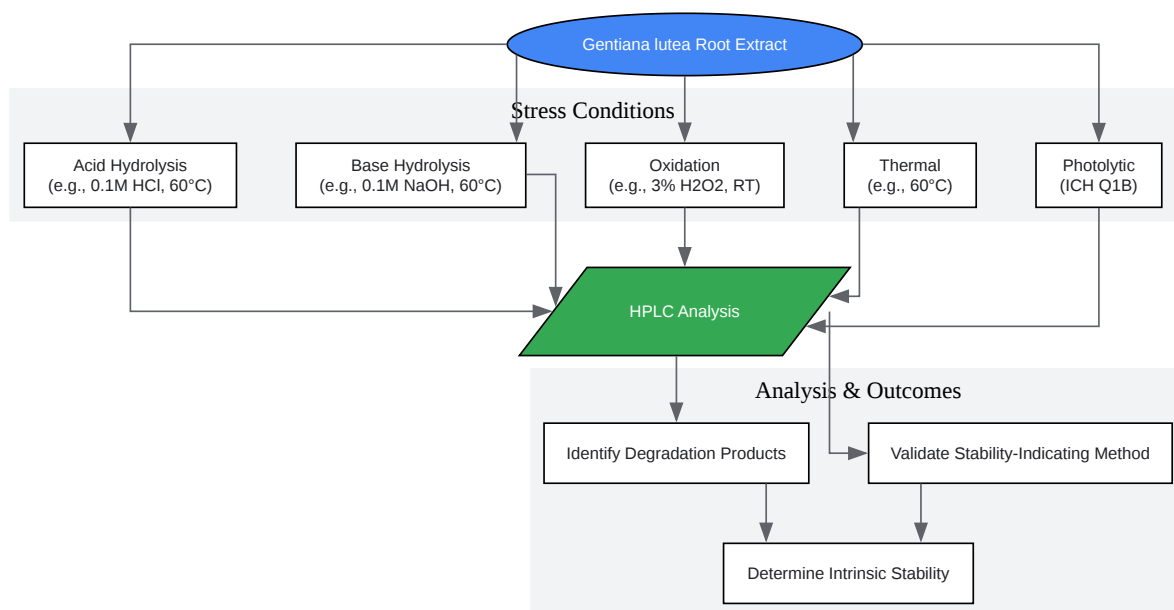 Gentiana lutea Root Extract
Stress Conditions
Acid Hydrolysis
(e.g., 0.1M HCl, 60°C)
Base Hydrolysis
(e.g., 0.1M NaOH, 60°C)
Oxidation
(e.g., 3% H2O2, RT)
Thermal
(e.g., 60°C)
Photolytic
(ICH Q1B)
HPLC Analysis
Analysis & Outcomes
Identify Degradation Products
Validate Stability-Indicating Method
Determine Intrinsic Stability